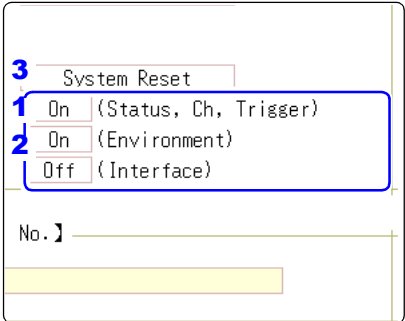 3 System Reset
1 On (Status, Ch, Trigger)
2 On (Environment)
Off (Interface)
No.】